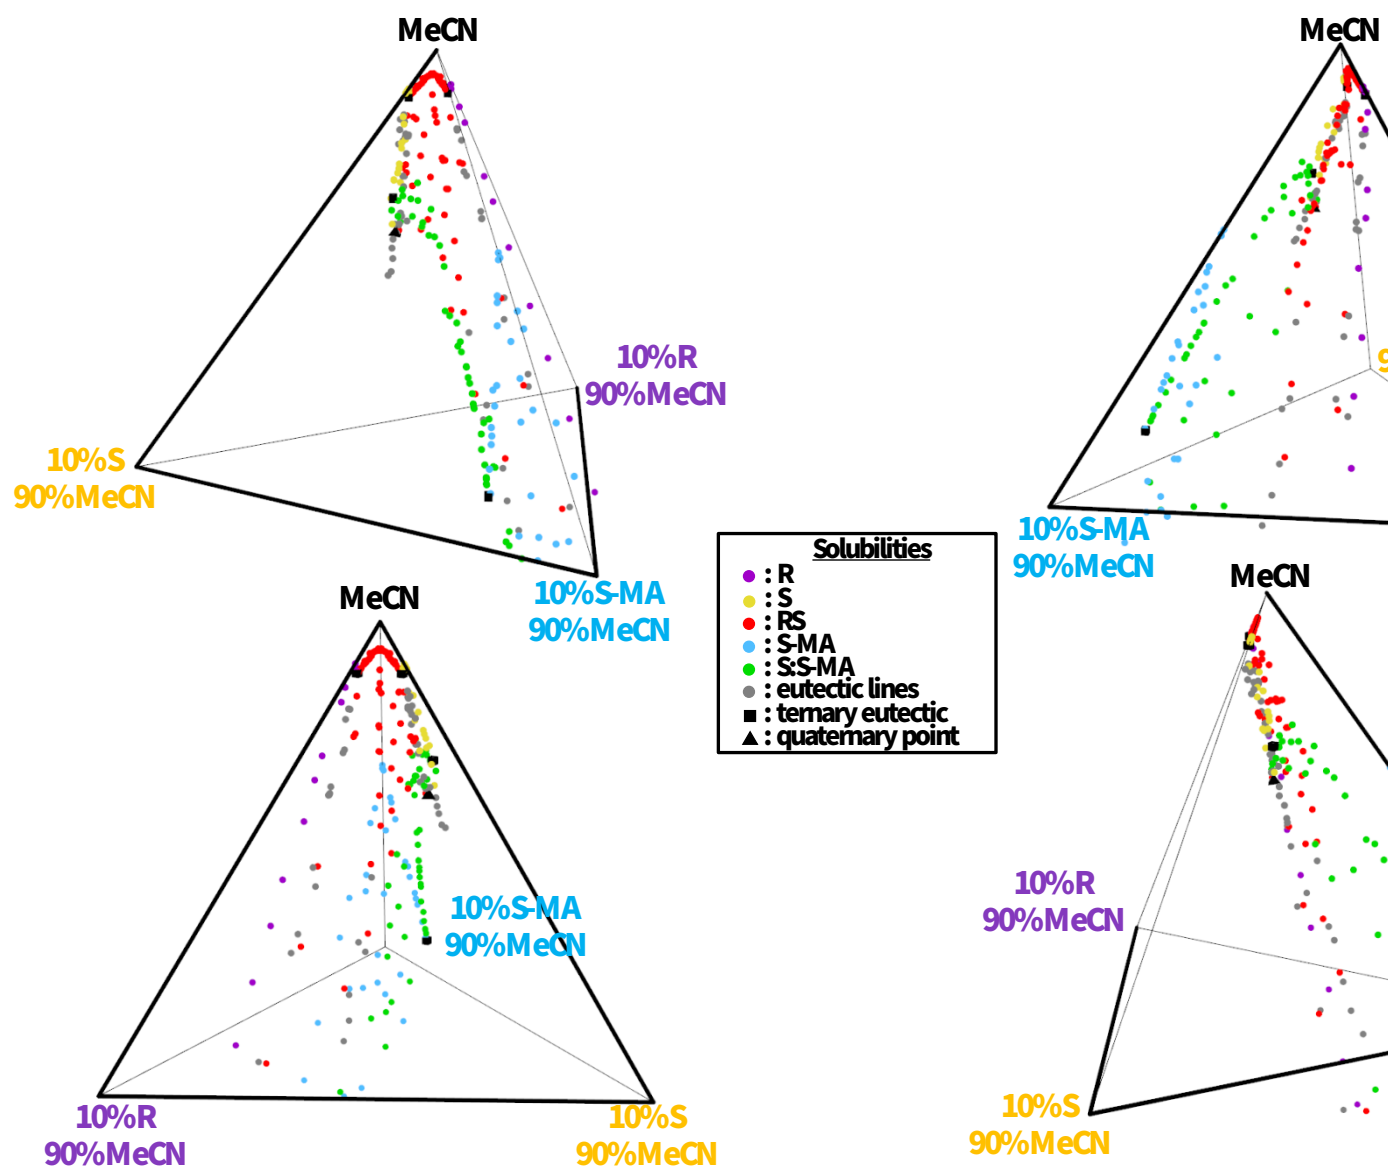 MeCN
10%R
90%MeCN
10%S
90%MeCN
10%S-MA
90%MeCN
MeCN
9
10%S-MA
90%MeCN
Solubilities
: R
: S
: RS
: S-MA
: S:S-MA
: eutectic lines
: ternary eutectic
: quaternary point
MeCN
10%S-MA
90%MeCN
10%R
90%MeCN
10%S
90%MeCN
MeCN
10%R
90%MeCN
10%S
90%MeCN